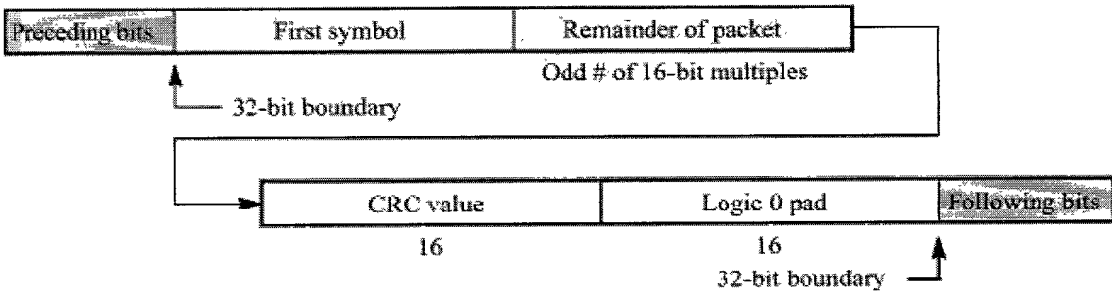 Preceding bits First symbol Remainder of packet
Odd # of 16-bit multiples
32-bit boundary
CRC value Logic 0 pad Following bits
16 16
32-bit boundary